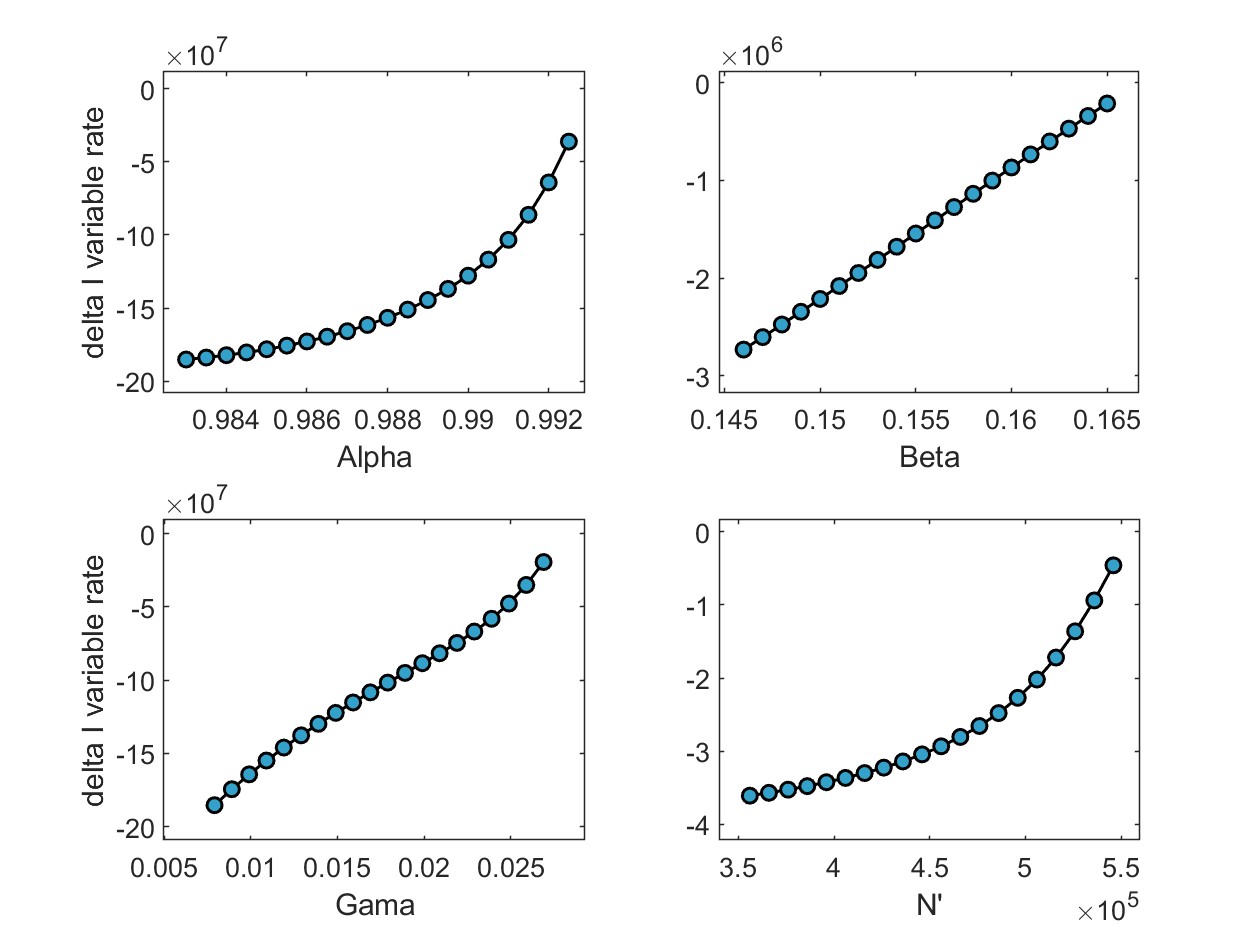 ×10^7
0
-5
-10
-15
-20
delta I variable rate
0.984 0.986 0.988 0.99 0.992
Alpha
×10^6
0
-1
-2
-3
0.145 0.15 0.155 0.16 0.165
Beta
×10^7
0
-5
-10
-15
-20
delta I variable rate
0.005 0.01 0.015 0.02 0.025
Gama
0
-1
-2
-3
-4
3.5 4 4.5 5 5.5
N'
×10^5